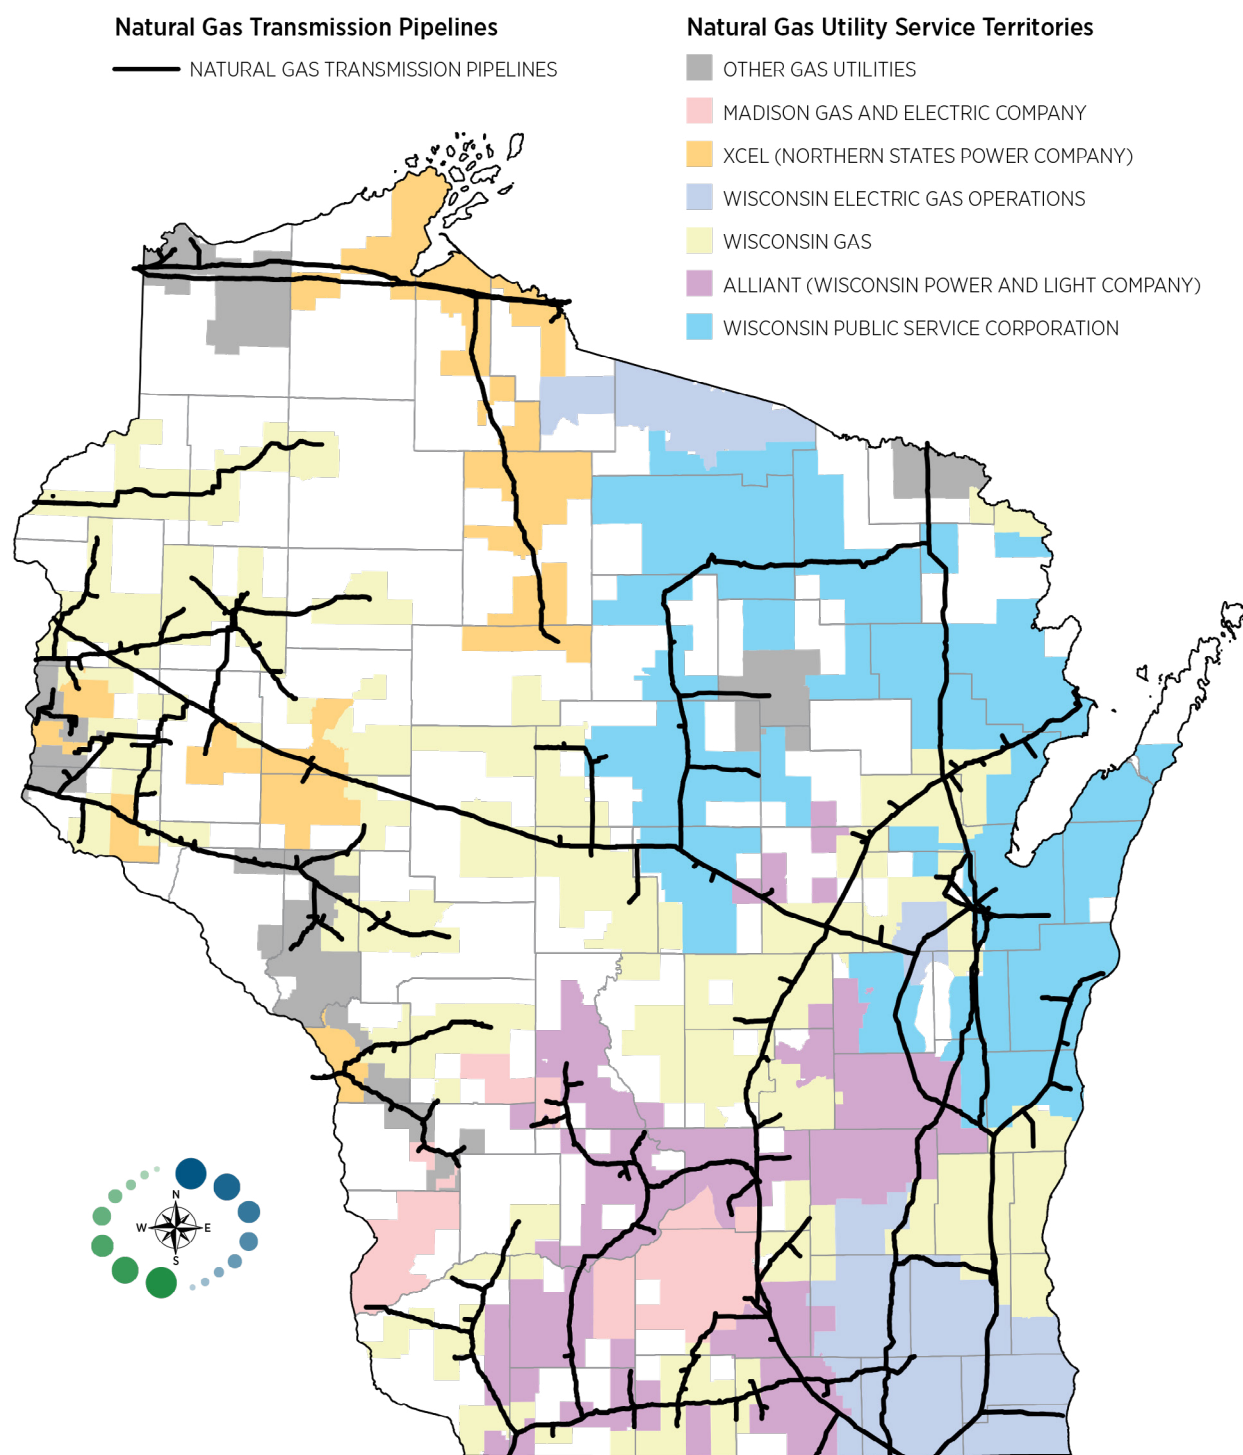 Natural Gas Transmission Pipelines
NATURAL GAS TRANSMISSION PIPELINES
Natural Gas Utility Service Territories
OTHER GAS UTILITIES
MADISON GAS AND ELECTRIC COMPANY
XCEL (NORTHERN STATES POWER COMPANY)
WISCONSIN ELECTRIC GAS OPERATIONS
WISCONSIN GAS
ALLIANT (WISCONSIN POWER AND LIGHT COMPANY)
WISCONSIN PUBLIC SERVICE CORPORATION
N
W E
S